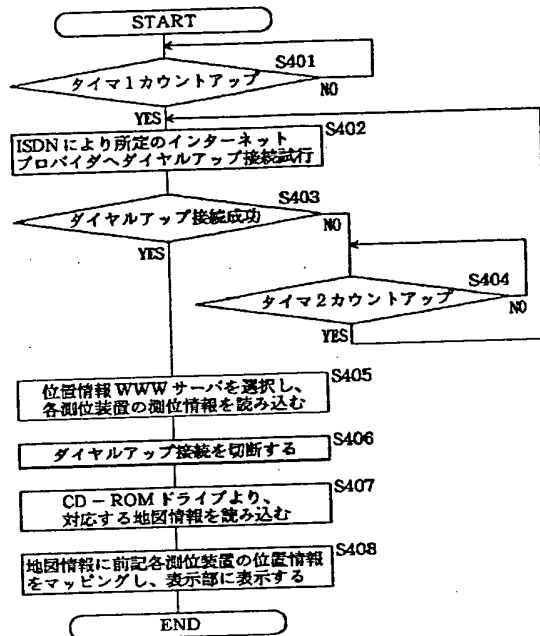 START
S401
タイマ1カウントアップ
NO
YES
S402
ISDNにより所定のインターネット
プロバイダへダイヤルアップ接続試行
S403
ダイヤルアップ接続成功
NO
YES
S404
タイマ2カウントアップ
NO
YES
S405
位置情報WWWサーバを選択し、
各測位装置の測位情報を読み込む
S406
ダイヤルアップ接続を切断する
S407
CD-ROMドライブより、
対応する地図情報を読み込む
S408
地図情報に前記各測位装置の位置情報
をマッピングし、表示部に表示する
END